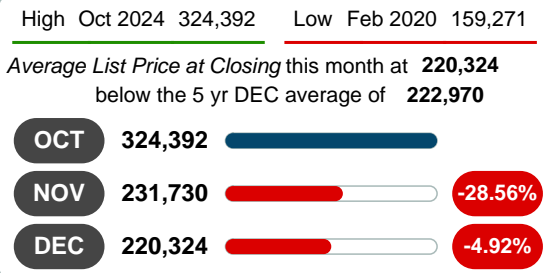 High Oct 2024 324,392 Low Feb 2020 159,271
Average List Price at Closing this month at 220,324
below the 5 yr DEC average of 222,970
OCT 324,392
NOV 231,730 -28.56%
DEC 220,324 -4.92%